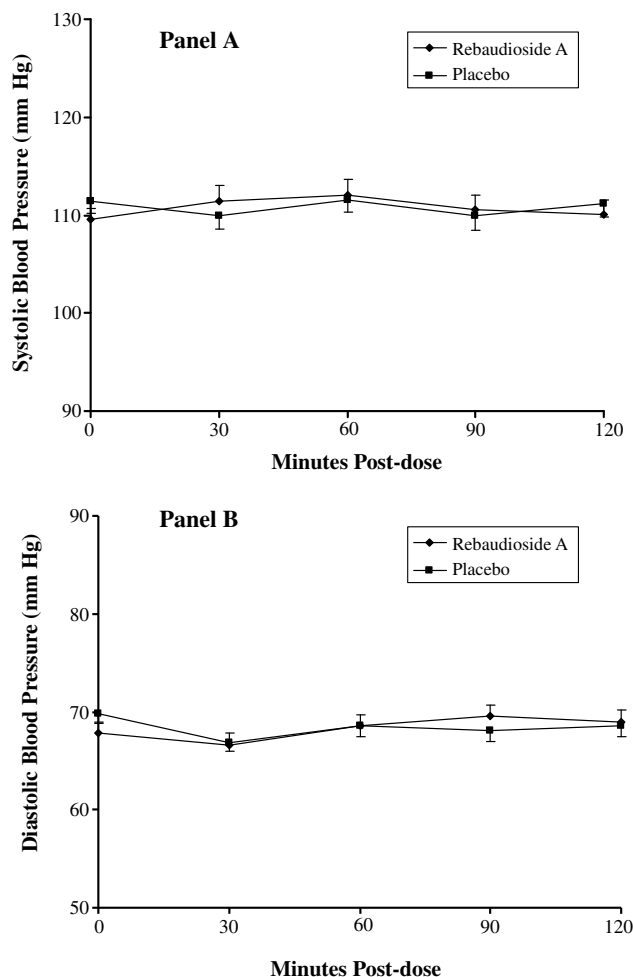 Panel A
Rebaudioside A
Placebo
Systolic Blood Pressure (mm Hg)
130
120
110
100
90
0 30 60 90 120
Minutes Post-dose
Panel B
Rebaudioside A
Placebo
Diastolic Blood Pressure (mm Hg)
90
80
70
60
50
0 30 60 90 120
Minutes Post-dose